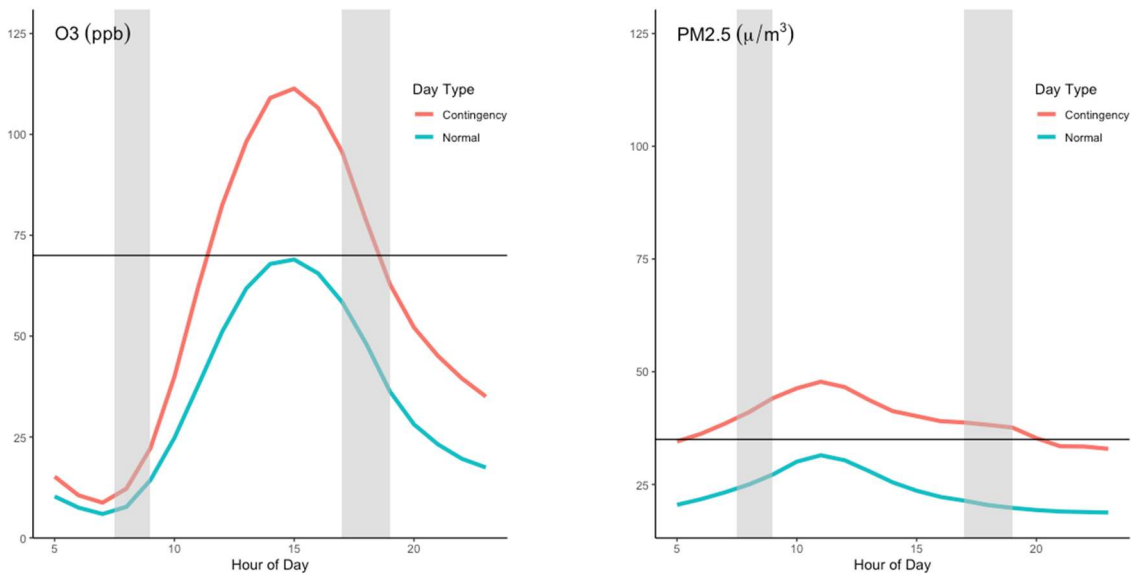 O3 (ppb)
125
100
75
50
25
0
Day Type
Contingency
Normal
5
10
15
20
Hour of Day
PM2.5 (μ/m³)
125
100
75
50
25
Day Type
Contingency
Normal
5
10
15
20
Hour of Day